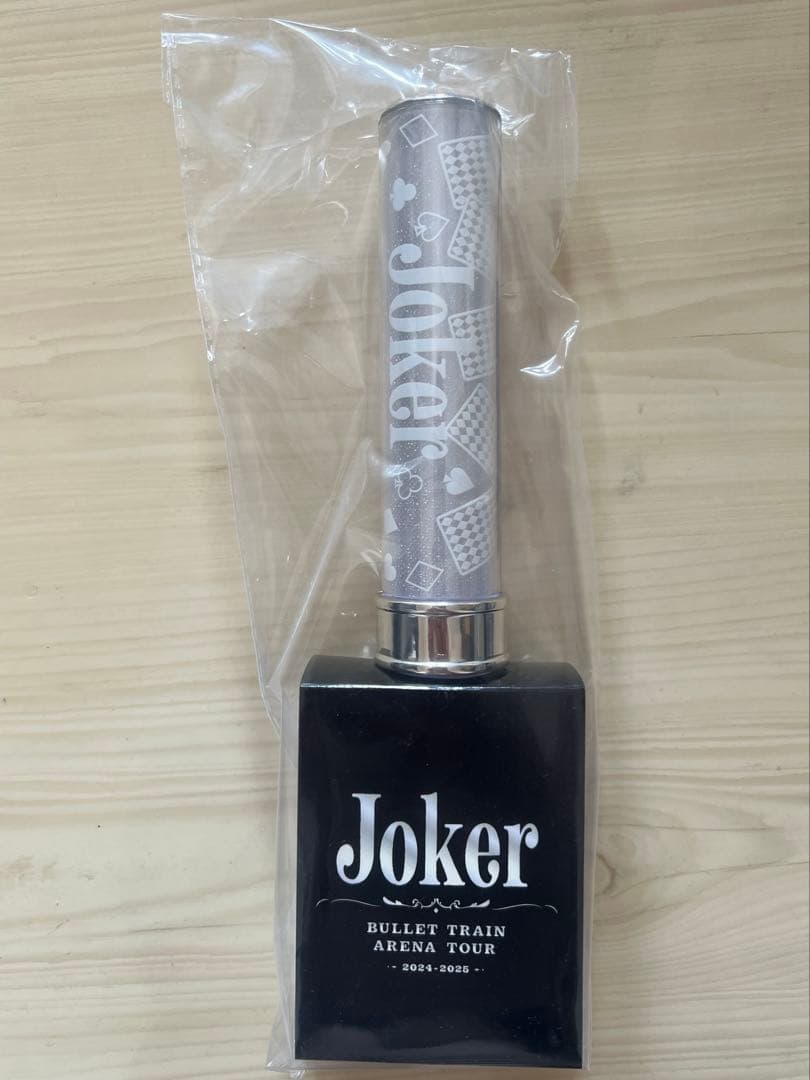 Joker
Joker
BULLET TRAIN
ARENA TOUR
2024-2025